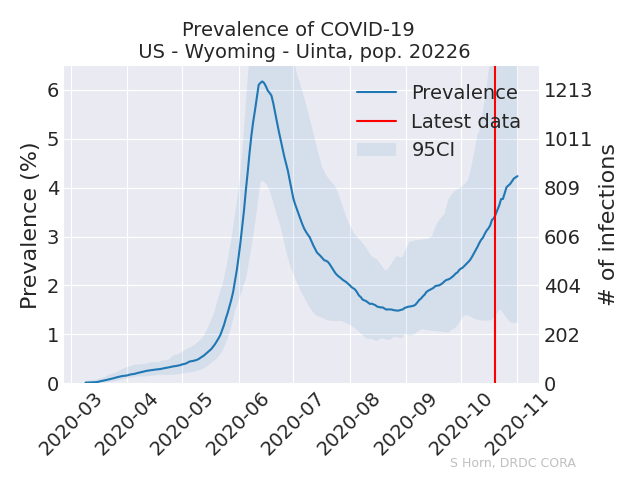 Prevalence of COVID-19
US - Wyoming - Uinta, pop. 20226
Prevalence
Latest data
95CI
Prevalence (%)
6
5
4
3
2
1
0
1213
1011
809
606
404
202
0
# of infections
2020-03
2020-04
2020-05
2020-06
2020-07
2020-08
2020-09
2020-10
2020-11
S Horn, DRDC CORA